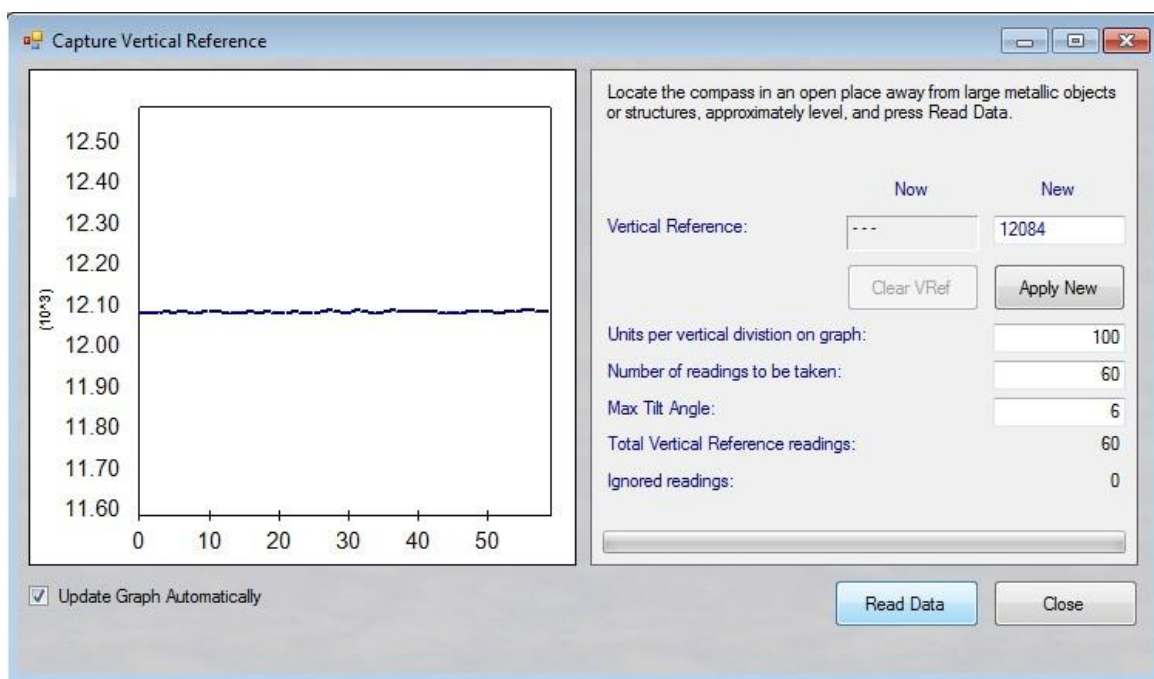 Capture Vertical Reference
12.50
12.40
12.30
12.20
12.10
12.00
11.90
11.80
11.70
11.60
(10^3)
0 10 20 30 40 50
Locate the compass in an open place away from large metallic objects
or structures, approximately level, and press Read Data.
Now New
Vertical Reference: --- 12084
Clear VRef Apply New
Units per vertical divistion on graph: 100
Number of readings to be taken: 60
Max Tilt Angle: 6
Total Vertical Reference readings: 60
Ignored readings: 0
Update Graph Automatically
Read Data Close